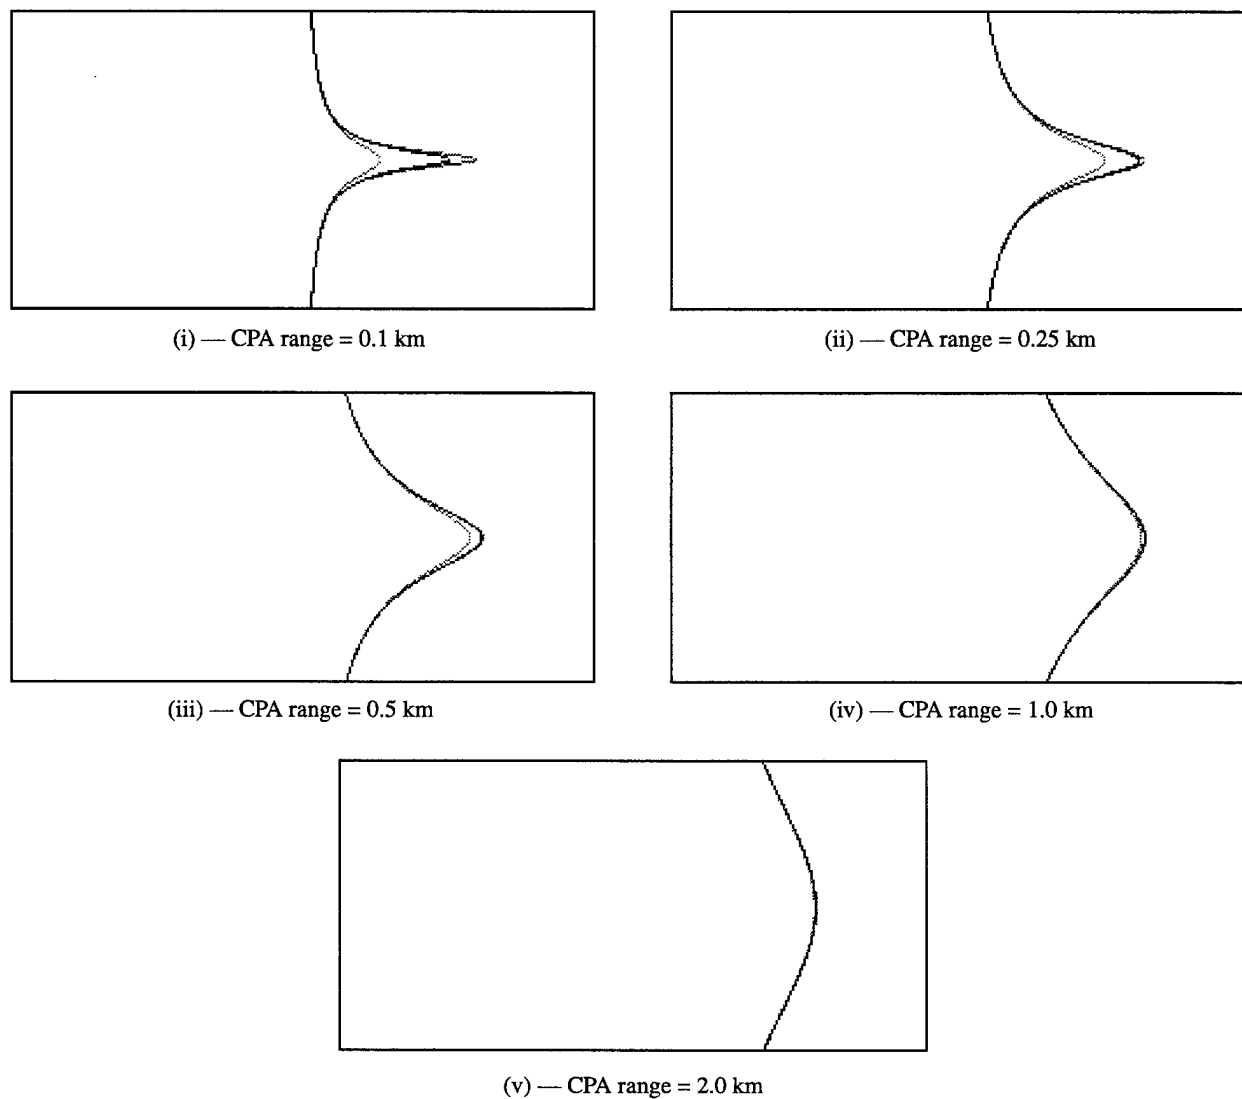 (i) — CPA range = 0.1 km
(ii) — CPA range = 0.25 km
(iii) — CPA range = 0.5 km
(iv) — CPA range = 1.0 km
(v) — CPA range = 2.0 km